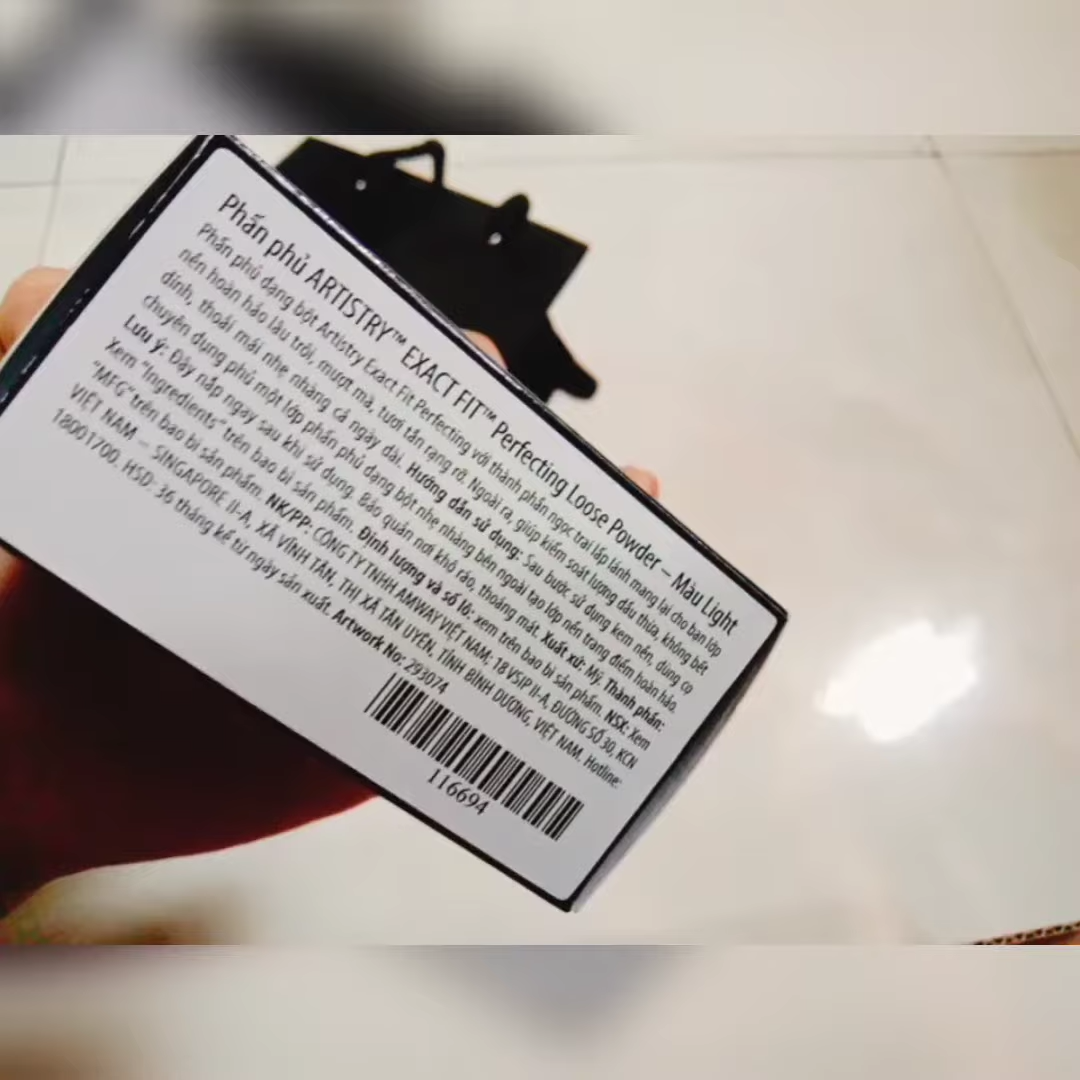 Phấn phủ ARTISTRY™ EXACT FIT™ Perfecting Loose Powder – Màu Light
Phấn phủ dạng bột Artistry Exact Fit Perfecting với thành phần ngọc trai lấp lánh mang lại cho bạn lớp
nền hoàn hảo lâu trôi, mượt mà, tươi tắn rạng rỡ. Ngoài ra, giúp kiểm soát lượng dầu thừa, không bết
dính, thoải mái nhẹ nhàng cả ngày dài. Hướng dẫn sử dụng: Sau bước sử dụng kem nền, dùng cọ
chuyên dụng phủ một lớp phấn phủ dạng bột nhẹ nhàng bên ngoài tạo lớp nền trang điểm hoàn hảo.
Lưu ý: Đậy nắp ngay sau khi sử dụng. Bảo quản nơi khô ráo, thoáng mát. Xuất xứ: Mỹ. Thành phần:
Xem "Ingredients" trên bao bì sản phẩm. Định lượng và số lô: xem trên bao bì sản phẩm. NSX: Xem
"MFG" trên bao bì sản phẩm. NK/PP: CÔNG TY TNHH AMWAY VIỆT NAM; 18 VSIP II-A, ĐƯỜNG SỐ 30, KCN
VIỆT NAM – SINGAPORE II-A, XÃ VĨNH TÂN, THỊ XÃ TÂN UYÊN, TỈNH BÌNH DƯƠNG, VIỆT NAM. Hotline:
18001700. HSD: 36 tháng kể từ ngày sản xuất. Artwork No: 293074
116694